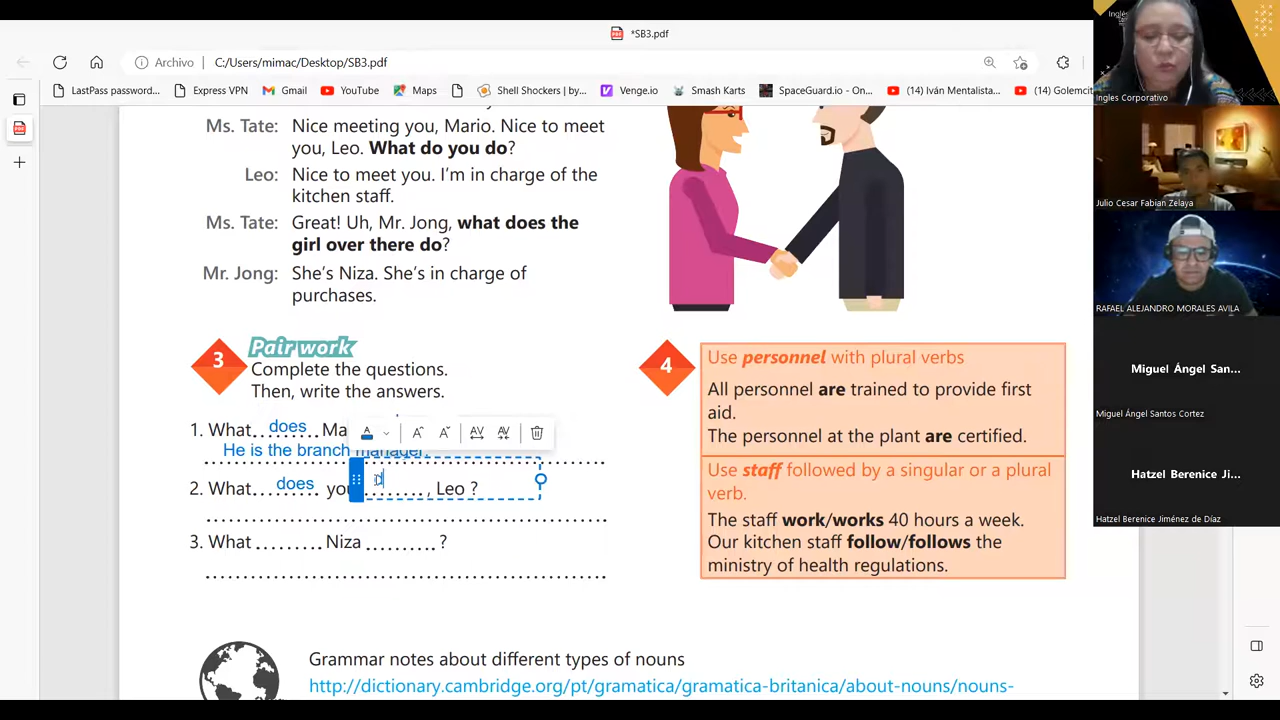 *SB3.pdf
Archivo C:/Users/mimac/Desktop/SB3.pdf
LastPass password... Express VPN Gmail YouTube Maps Shell Shockers | by... Venge.io Smash Karts SpaceGuard.io - On... (14) Iván Mentalista... (14) Golemcit
Ms. Tate: Nice meeting you, Mario. Nice to meet
you, Leo. What do you do?
Leo: Nice to meet you. I'm in charge of the
kitchen staff.
Ms. Tate: Great! Uh, Mr. Jong, what does the
girl over there do?
Mr. Jong: She's Niza. She's in charge of
purchases.
3 Pair work
Complete the questions.
Then, write the answers.
1. What ......... does Ma
He is the branch manager.
2. What ......... does you ........., Leo ?
3. What ......... Niza ......... ?
4
Use personnel with plural verbs
All personnel are trained to provide first
aid.
The personnel at the plant are certified.
Use staff followed by a singular or a plural
verb.
The staff work/works 40 hours a week.
Our kitchen staff follow/follows the
ministry of health regulations.
Grammar notes about different types of nouns
http://dictionary.cambridge.org/pt/gramatica/gramatica-britanica/about-nouns/nouns-
Inglés
Ingles Corporativo
Julio Cesar Fabian Zelaya
RAFAEL ALEJANDRO MORALES AVILA
Miguel Ángel San...
Miguel Ángel Santos Cortez
Hatzel Berenice Ji...
Hatzel Berenice Jiménez de Díaz